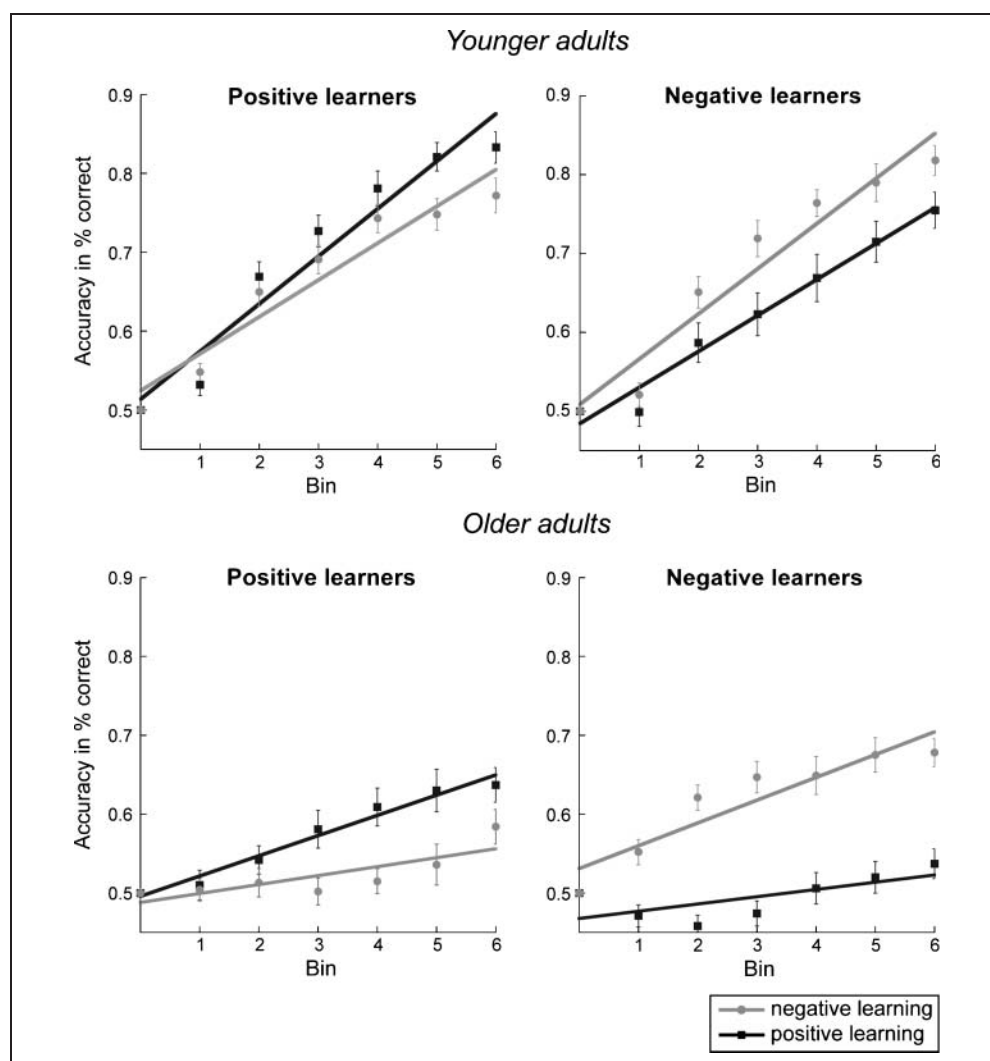 Younger adults
Positive learners
Negative learners
Accuracy in % correct
0.9
0.8
0.7
0.6
0.5
1 2 3 4 5 6
Bin
0.9
0.8
0.7
0.6
0.5
1 2 3 4 5 6
Bin
Older adults
Positive learners
Negative learners
Accuracy in % correct
0.9
0.8
0.7
0.6
0.5
1 2 3 4 5 6
Bin
0.9
0.8
0.7
0.6
0.5
1 2 3 4 5 6
Bin
negative learning
positive learning